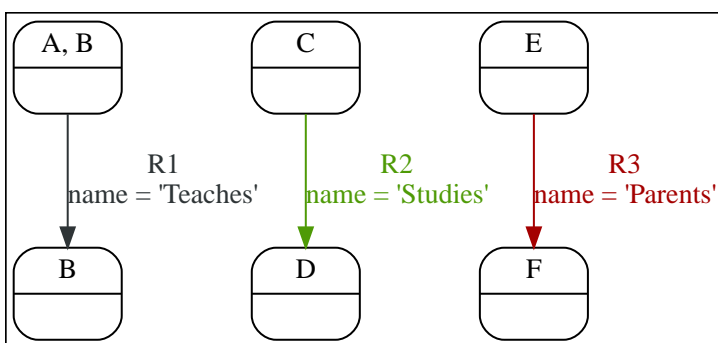 A, B
C
E
R1
name = 'Teaches'
R2
name = 'Studies'
R3
name = 'Parents'
B
D
F